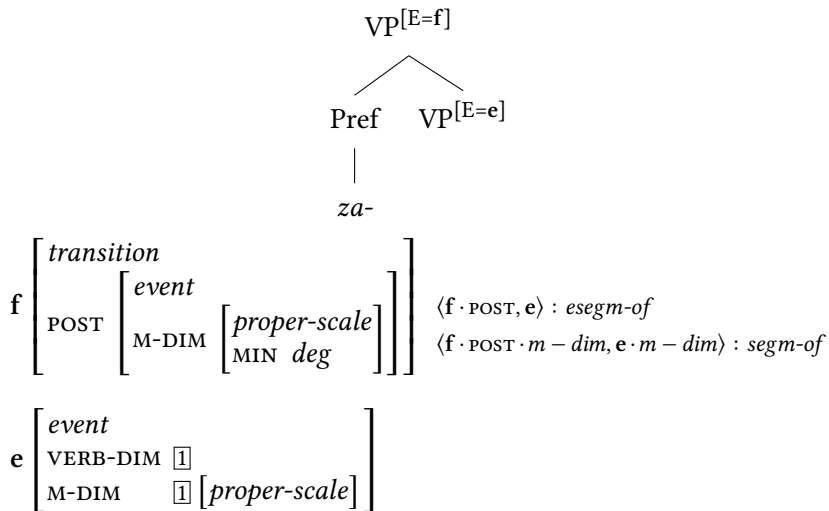 VP[E=f]
Pref VP[E=e]
za-
f [transition
POST [event
M-DIM [proper-scale
MIN deg]]]
⟨f · POST, e⟩ : esegm-of
⟨f · POST · m − dim, e · m − dim⟩ : segm-of
e [event
VERB-DIM 1
M-DIM 1 [proper-scale]]